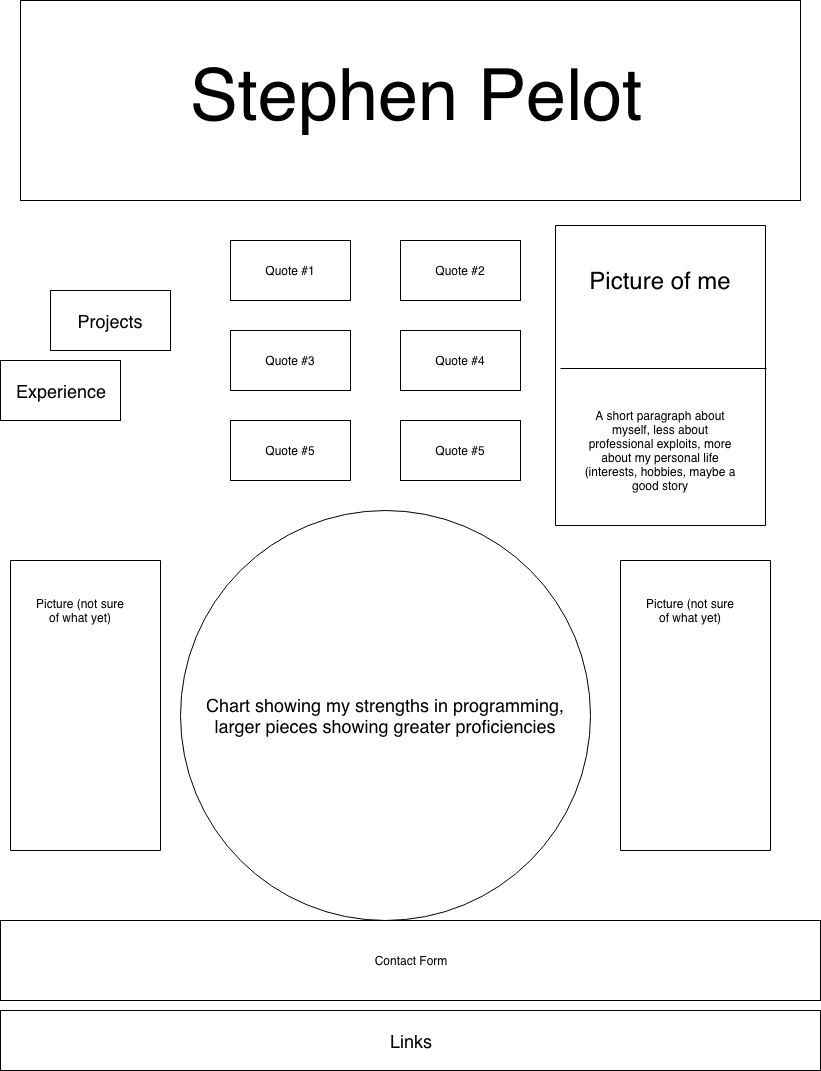 Stephen Pelot
Quote #1
Quote #2
Picture of me
Projects
Quote #3
Quote #4
Experience
A short paragraph about
myself, less about
professional exploits, more
about my personal life
(interests, hobbies, maybe a
good story
Quote #5
Quote #5
Picture (not sure
of what yet)
Picture (not sure
of what yet)
Chart showing my strengths in programming,
larger pieces showing greater proficiencies
Contact Form
Links